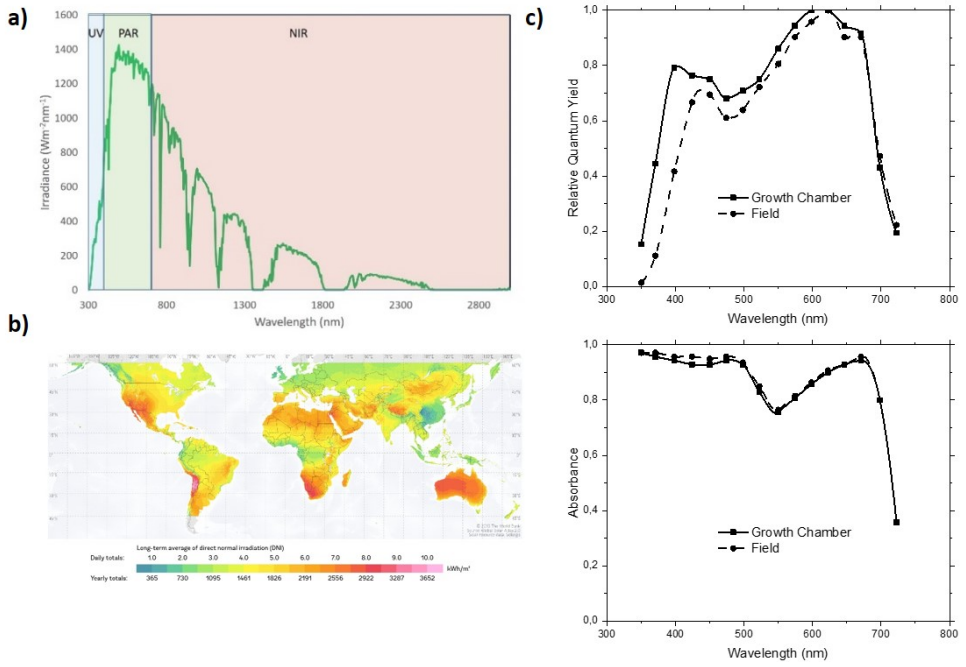 a)
1600
1400
1200
1000
800
600
400
200
0
Irradiance (Wm-2nm-1)
UV PAR NIR
300 800 1300 1800 2300 2800
Wavelength (nm)
b)
Long-term average of direct normal irradiation (DNI)
Daily totals: 1.0 2.0 3.0 4.0 5.0 6.0 7.0 8.0 9.0 10.0 kWh/m²
Yearly totals: 365 730 1095 1461 1826 2191 2556 2922 3287 3652
c)
1,0
0,8
0,6
0,4
0,2
0,0
Relative Quantum Yield
Growth Chamber
Field
300 400 500 600 700 800
Wavelength (nm)
1,0
0,8
0,6
0,4
0,2
0,0
Absorbance
Growth Chamber
Field
300 400 500 600 700 800
Wavelength (nm)